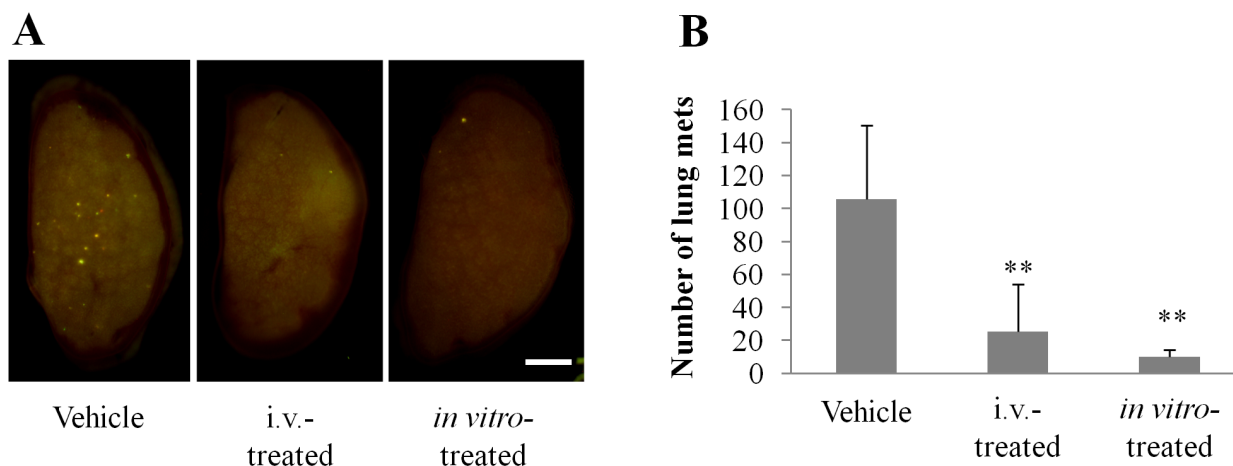 A
B
Vehicle
i.v.-
treated
in vitro-
treated
Number of lung mets
160
140
120
100
80
60
40
20
0
**
**
Vehicle
i.v.-
treated
in vitro-
treated